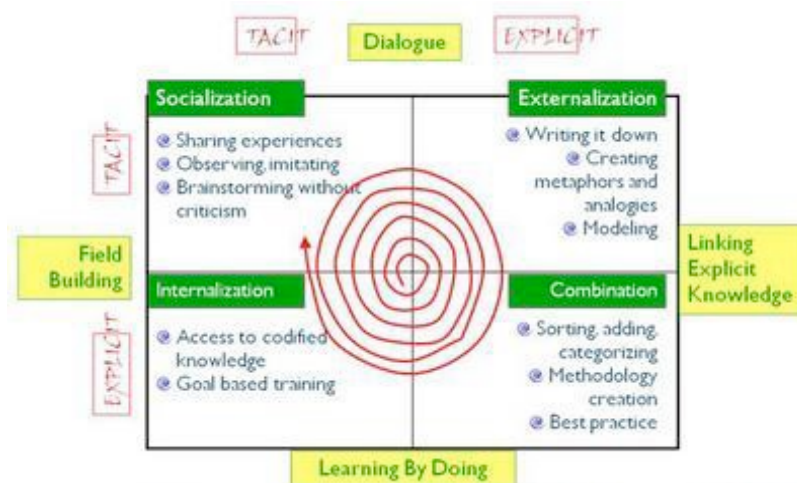 TACIT
Dialogue
EXPLICIT
Socialization
Externalization
TACIT
Sharing experiences
Observing, imitating
Brainstorming without
criticism
Writing it down
Creating
metaphors and
analogies
Modeling
Field
Building
Linking
Explicit
Knowledge
Internalization
Combination
EXPLICIT
Access to codified
knowledge
Goal based training
Sorting, adding,
categorizing
Methodology
creation
Best practice
Learning By Doing